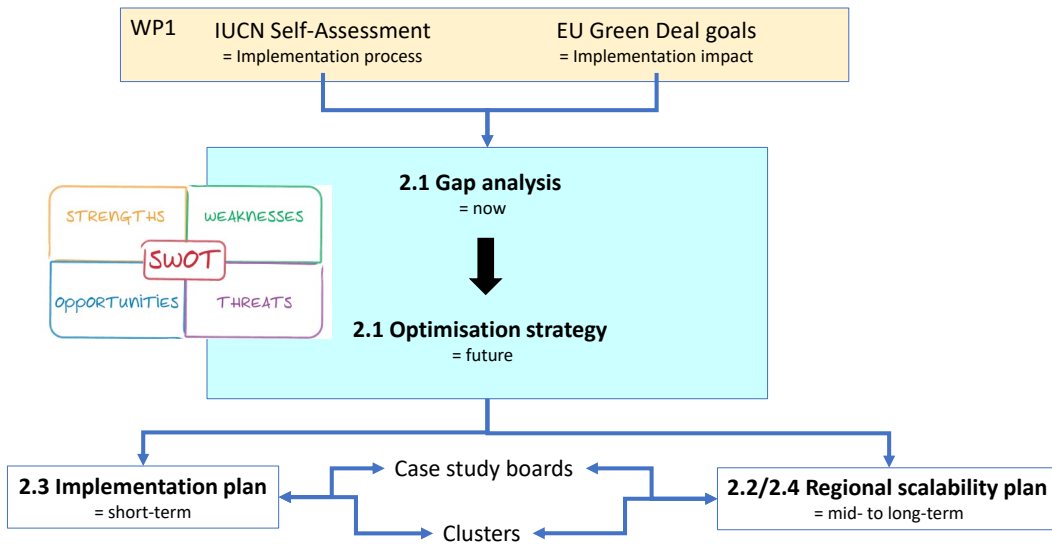 WP1
IUCN Self-Assessment
= Implementation process
EU Green Deal goals
= Implementation impact
2.1 Gap analysis
= now
STRENGTHS
WEAKNESSES
SWOT
OPPORTUNITIES
THREATS
2.1 Optimisation strategy
= future
2.3 Implementation plan
= short-term
Case study boards
Clusters
2.2/2.4 Regional scalability plan
= mid- to long-term